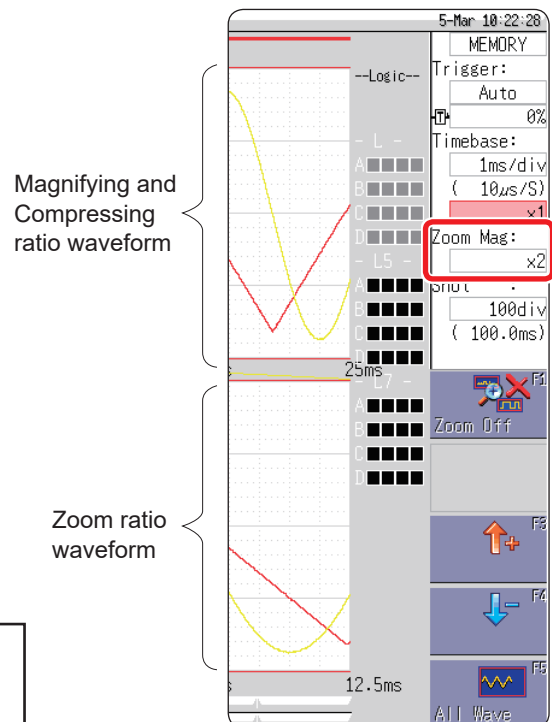 5-Mar 10:22:28
MEMORY
Trigger:
Auto
T
0%
Timebase:
1ms/div
( 10µs/S)
x1
Zoom Mag:
x2
Shot :
100div
( 100.0ms)
--Logic--
- L -
A
B
C
D
- L5 -
A
B
C
D
- L7 -
A
B
C
D
Magnifying and
Compressing
ratio waveform
s
25ms
Zoom ratio
waveform
s
12.5ms
F1
Zoom Off
F3
F4
F5
All Wave